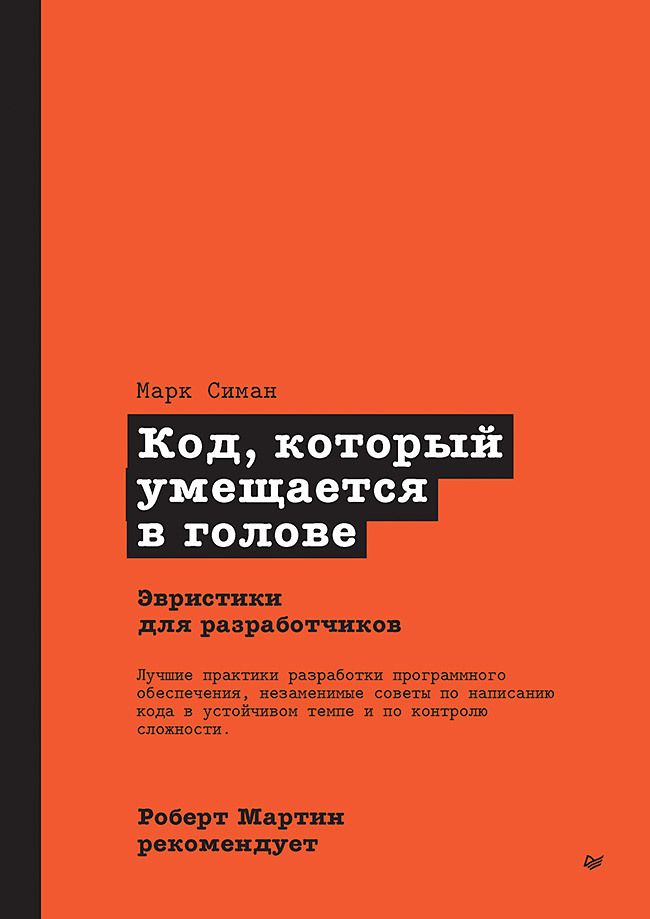 Марк Симан
Код, который
умещается
в голове
Эвристики
для разработчиков
Лучшие практики разработки программного
обеспечения, незаменимые советы по написанию
кода в устойчивом темпе и по контролю
сложности.
Роберт Мартин
рекомендует